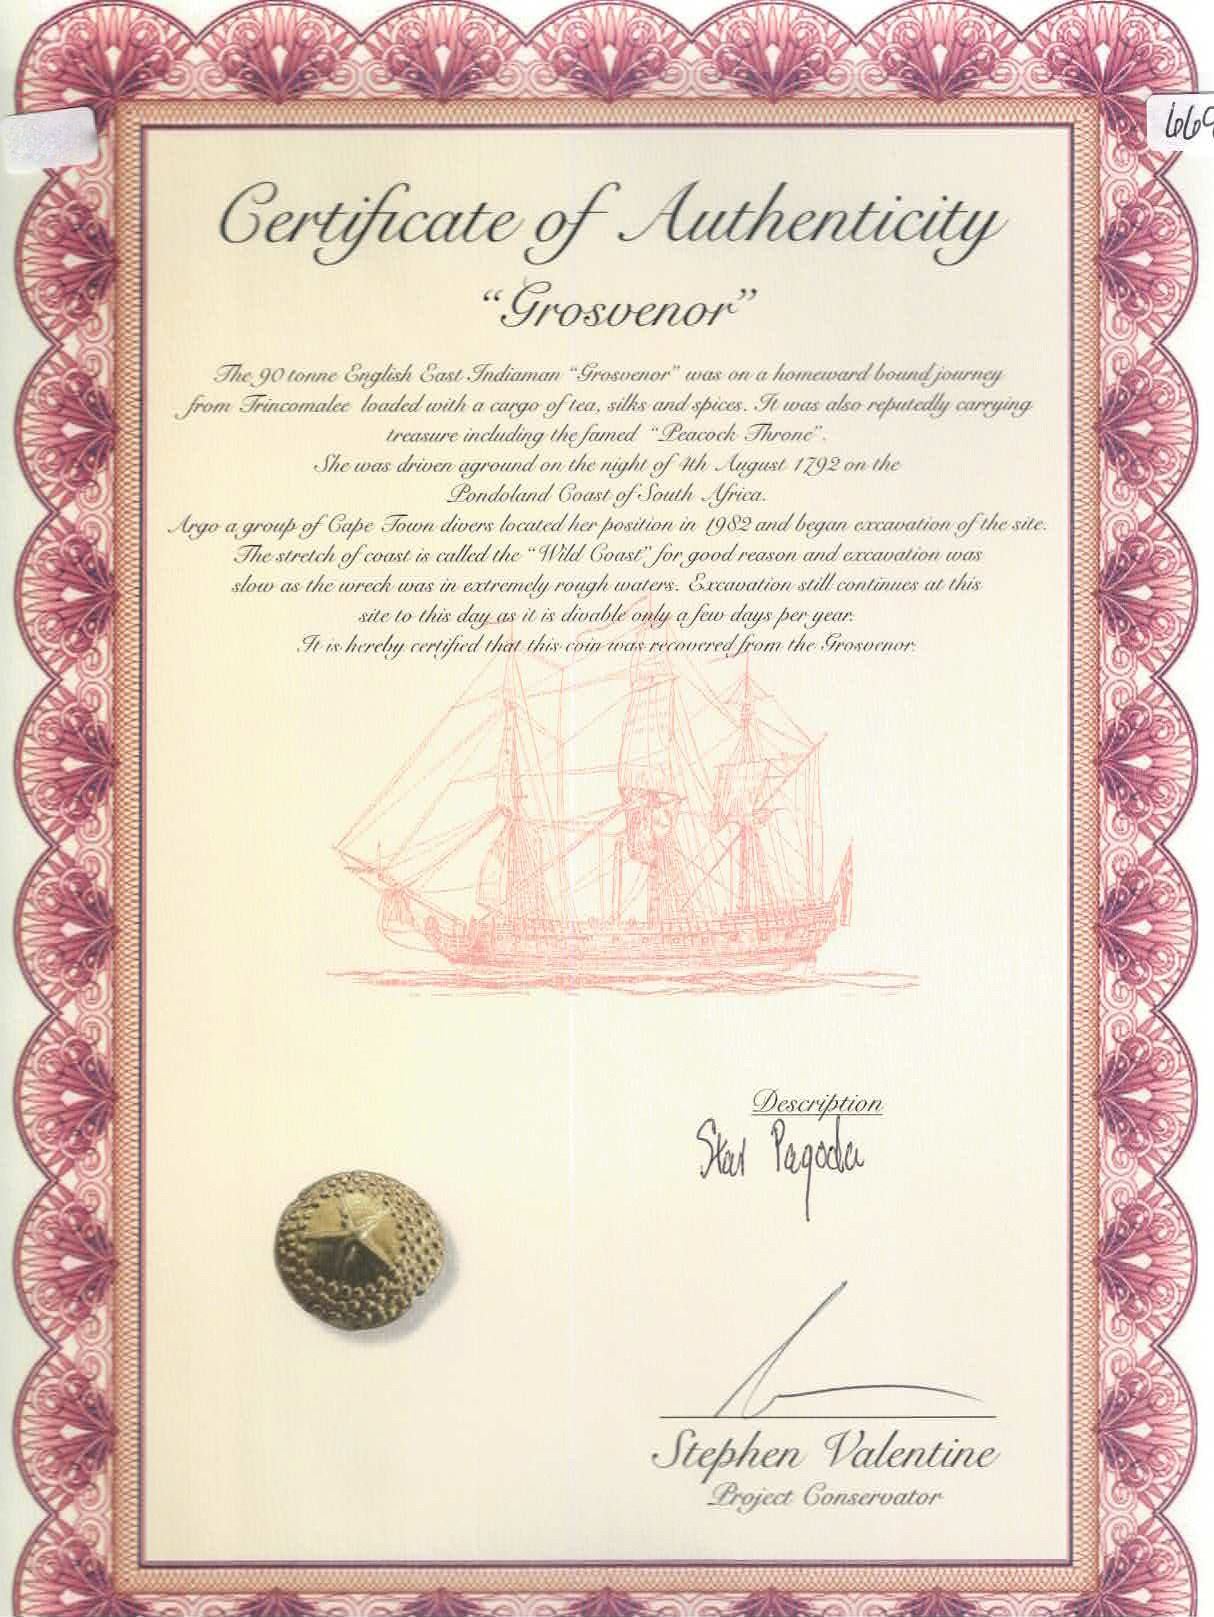 669
Certificate of Authenticity
"Grosvenor"
The 90 tonne English East Indiaman "Grosvenor" was on a homeward bound journey
from Trincomalee loaded with a cargo of tea, silks and spices. It was also reputedly carrying
treasure including the famed "Peacock Throne".
She was driven aground on the night of 4th August 1792 on the
Pondoland Coast of South Africa.
Argo a group of Cape Town divers located her position in 1982 and began excavation of the site.
The stretch of coast is called the "Wild Coast" for good reason and excavation was
slow as the wreck was in extremely rough waters. Excavation still continues at this
site to this day as it is divable only a few days per year.
It is hereby certified that this coin was recovered from the Grosvenor.
Description
Star Pagoda
Stephen Valentine
Project Conservator